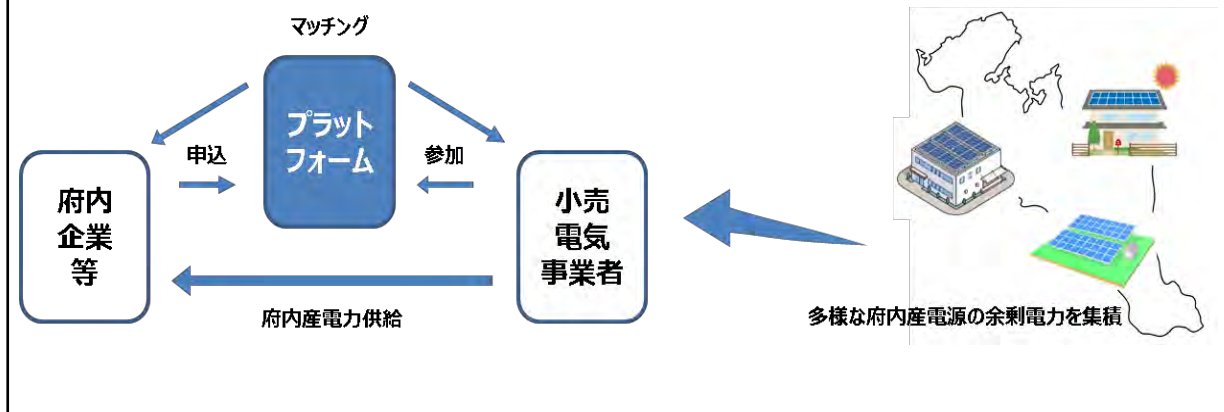 マッチング
プラット
フォーム
申込
参加
府内
企業
等
小売
電気
事業者
府内産電力供給
多様な府内産電源の余剰電力を集積